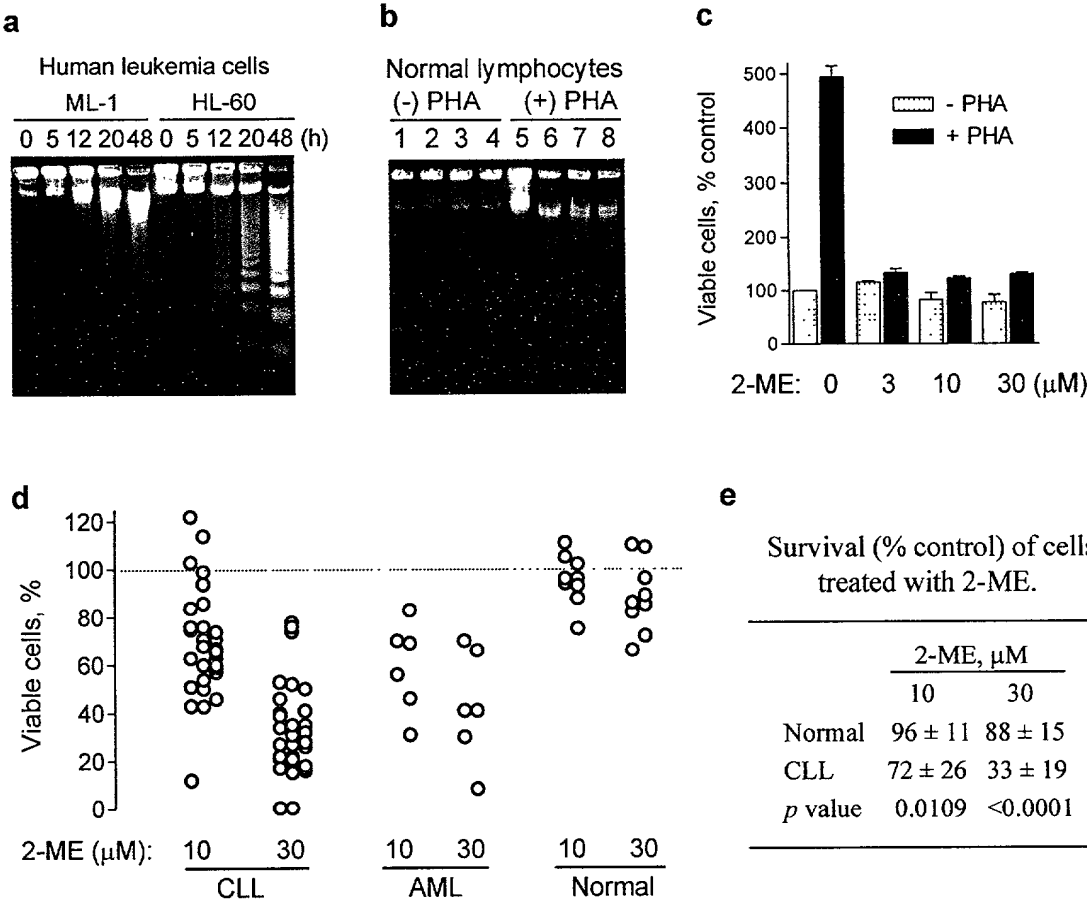 a
Human leukemia cells
ML-1 HL-60
0 5 12 20 48 0 5 12 20 48 (h)
b
Normal lymphocytes
(-) PHA (+) PHA
1 2 3 4 5 6 7 8
c
Viable cells, % control
500
400
300
200
100
0
- PHA
+ PHA
2-ME: 0 3 10 30 (μM)
d
Viable cells, %
120
100
80
60
40
20
0
2-ME (μM): 10 30 10 30 10 30
CLL AML Normal
e
Survival (% control) of cells
treated with 2-ME.
2-ME, μM
10 30
Normal 96 ± 11 88 ± 15
CLL 72 ± 26 33 ± 19
p value 0.0109 <0.0001